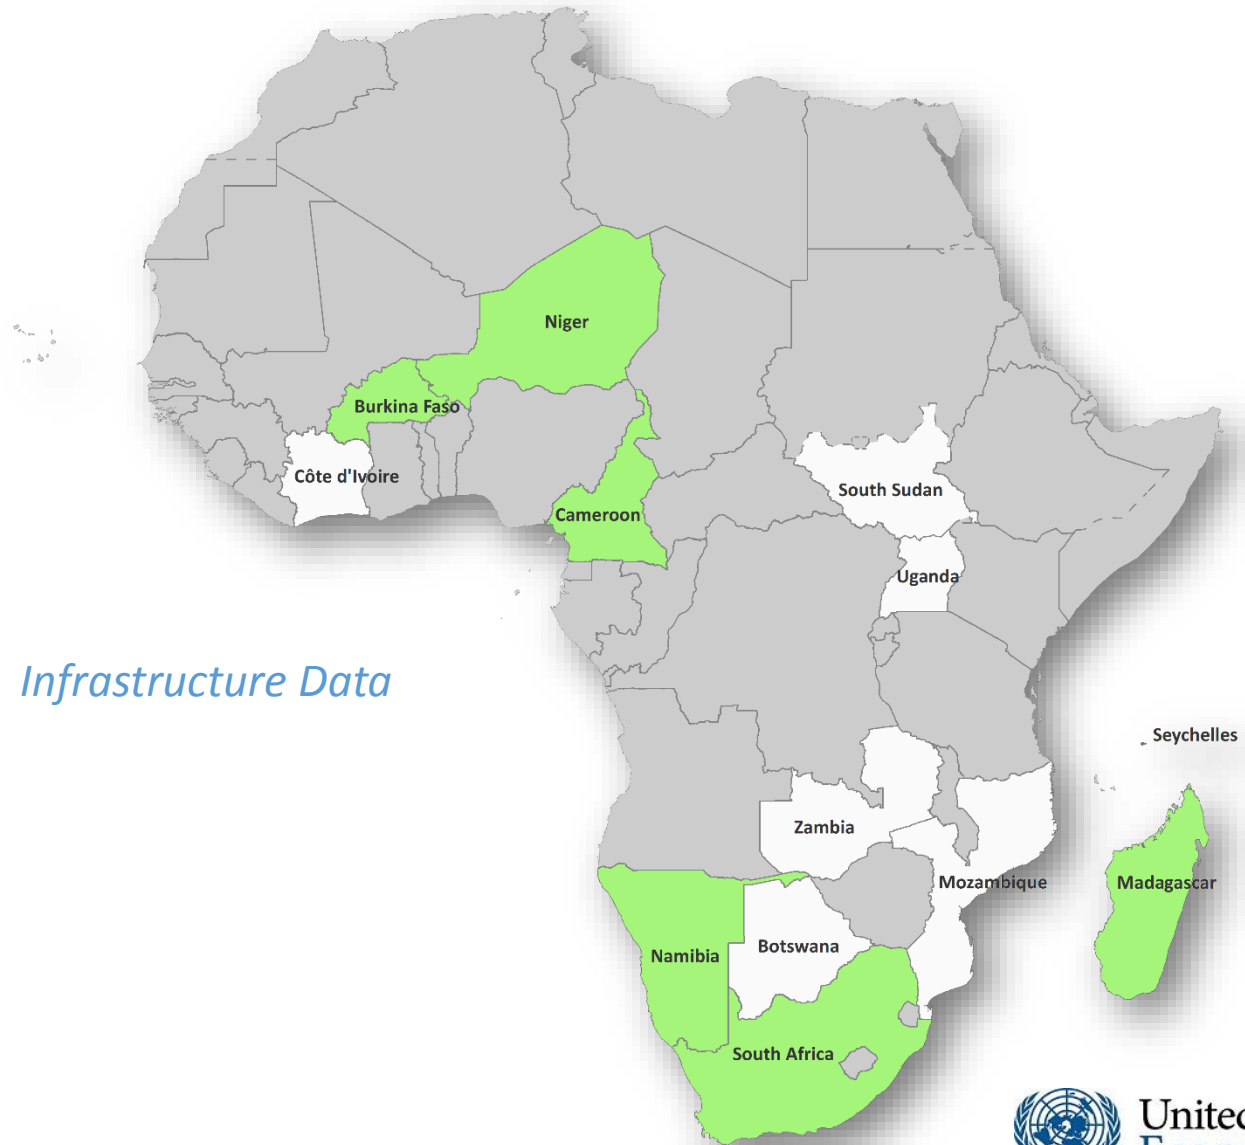 Niger
Burkina Faso
Côte d'Ivoire
South Sudan
Cameroon
Uganda
Infrastructure Data
Seychelles
Zambia
Mozambique
Madagascar
Botswana
Namibia
South Africa
United